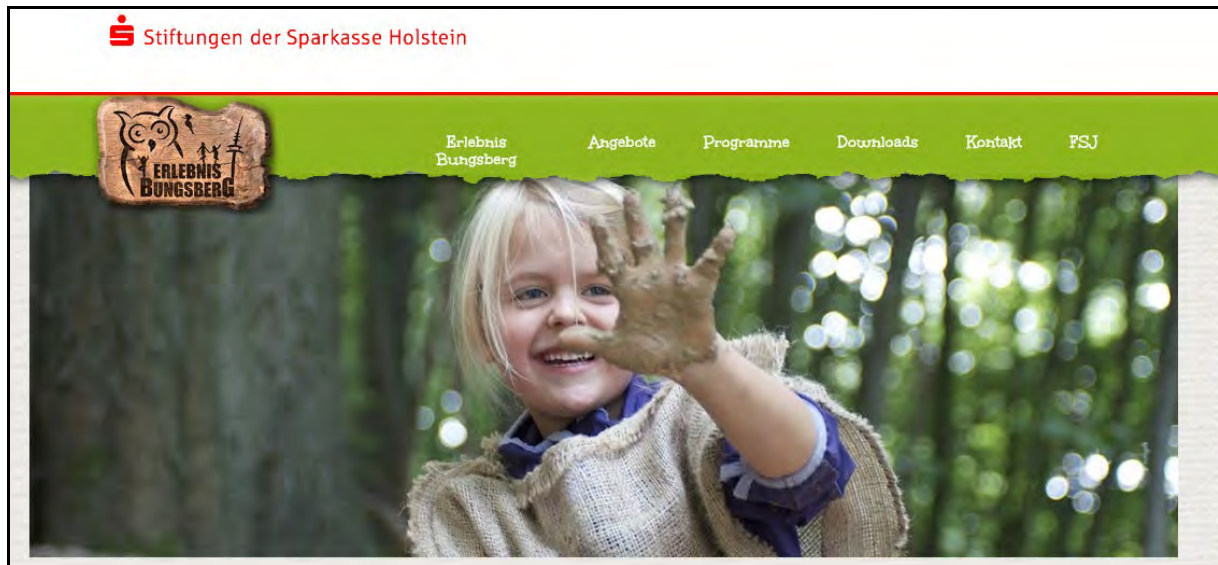 Stiftungen der Sparkasse Holstein
ERLEBNIS
BUNGSBERG
Erlebnis
Bungsberg
Angebote
Programme
Downloads
Kontakt
FSJ